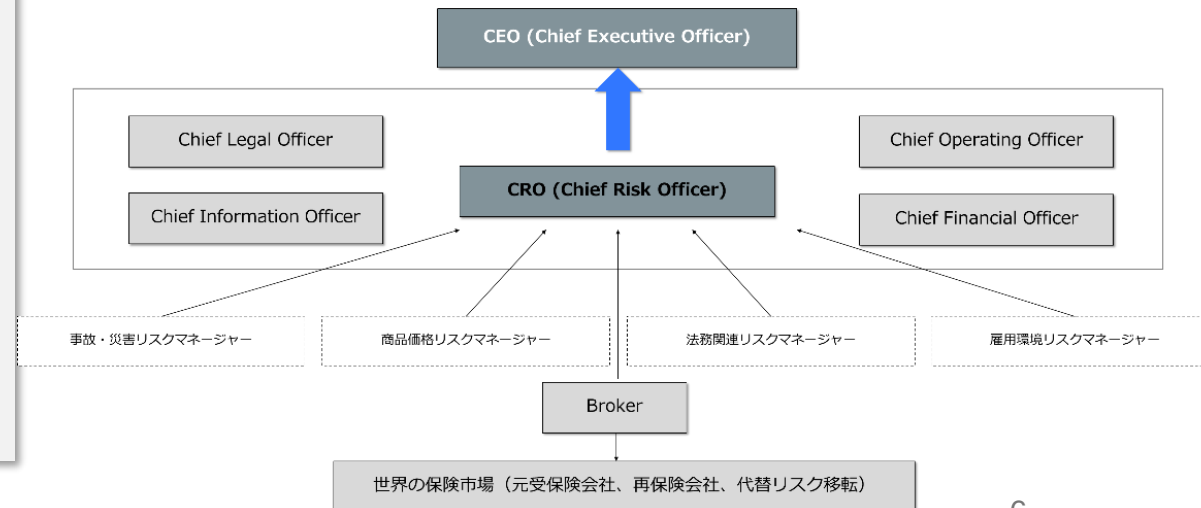 CEO (Chief Executive Officer)
Chief Legal Officer
Chief Operating Officer
CRO (Chief Risk Officer)
Chief Information Officer
Chief Financial Officer
事故・災害リスクマネージャー
商品価格リスクマネージャー
法務関連リスクマネージャー
雇用環境リスクマネージャー
Broker
世界の保険市場（元受保険会社、再保険会社、代替リスク移転）